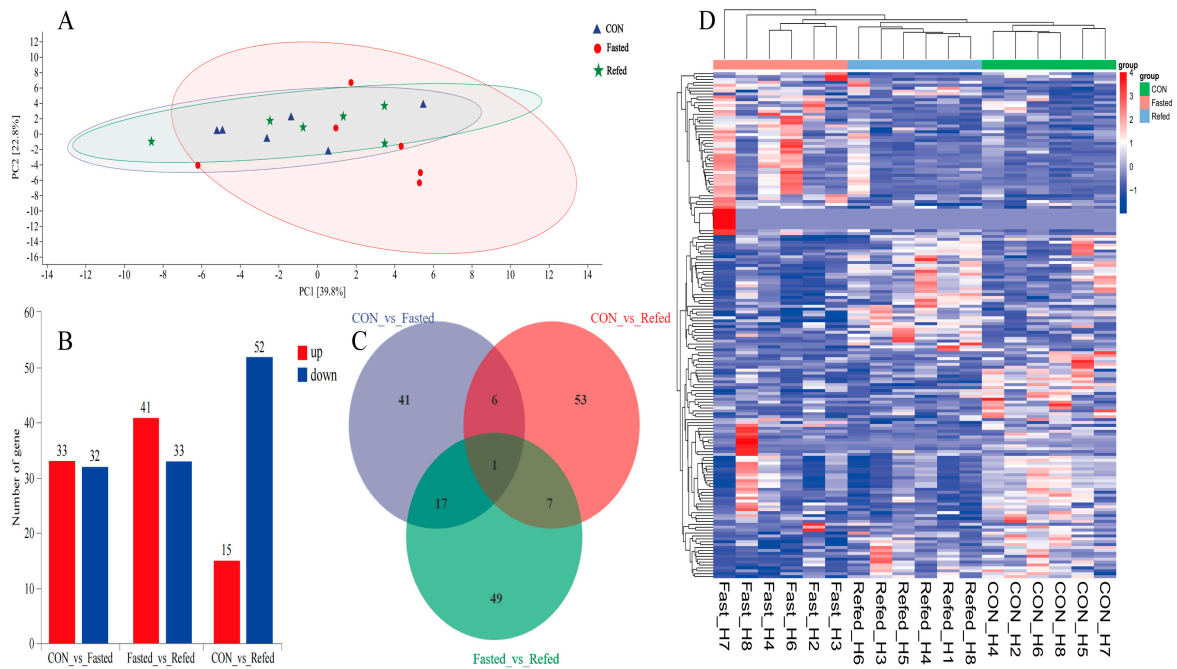 A
CON
Fasted
Refed
PC2 [22.8%]
12
10
8
6
4
2
0
-2
-4
-6
-8
-10
-12
-14
-16
-14
-12
-10
-8
-6
-4
-2
0
2
4
6
8
10
12
14
PC1 [39.8%]
B
up
down
Number of gene
60
50
40
30
20
10
0
33
32
41
33
15
52
CON_vs_Fasted
Fasted_vs_Refed
CON_vs_Refed
C
CON_vs_Fasted
CON_vs_Refed
41
6
53
1
17
7
49
Fasted_vs_Refed
D
group
4
3
2
1
0
−1
group
CON
Fasted
Refed
Fast_H7
Fast_H8
Fast_H4
Fast_H6
Fast_H2
Fast_H3
Refed_H6
Refed_H3
Refed_H5
Refed_H4
Refed_H1
Refed_H8
CON_H4
CON_H2
CON_H6
CON_H8
CON_H5
CON_H7